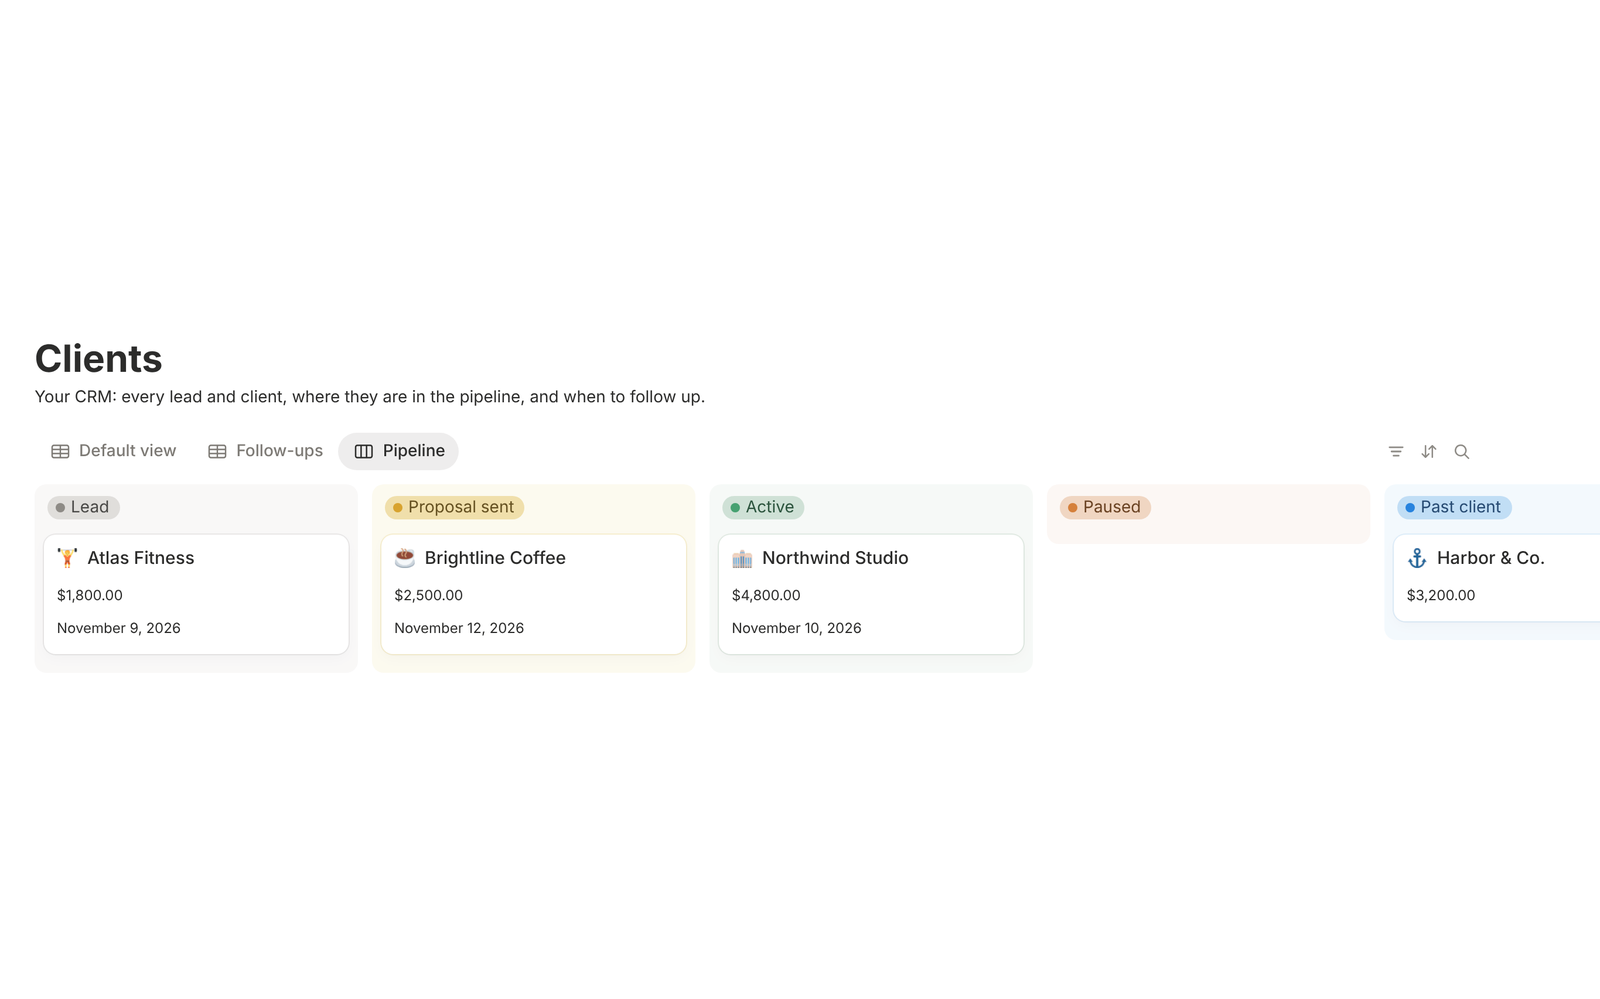 Clients
Your CRM: every lead and client, where they are in the pipeline, and when to follow up.
Default view
Follow-ups
Pipeline
Lead
Atlas Fitness
$1,800.00
November 9, 2026
Proposal sent
Brightline Coffee
$2,500.00
November 12, 2026
Active
Northwind Studio
$4,800.00
November 10, 2026
Paused
Past client
Harbor & Co.
$3,200.00